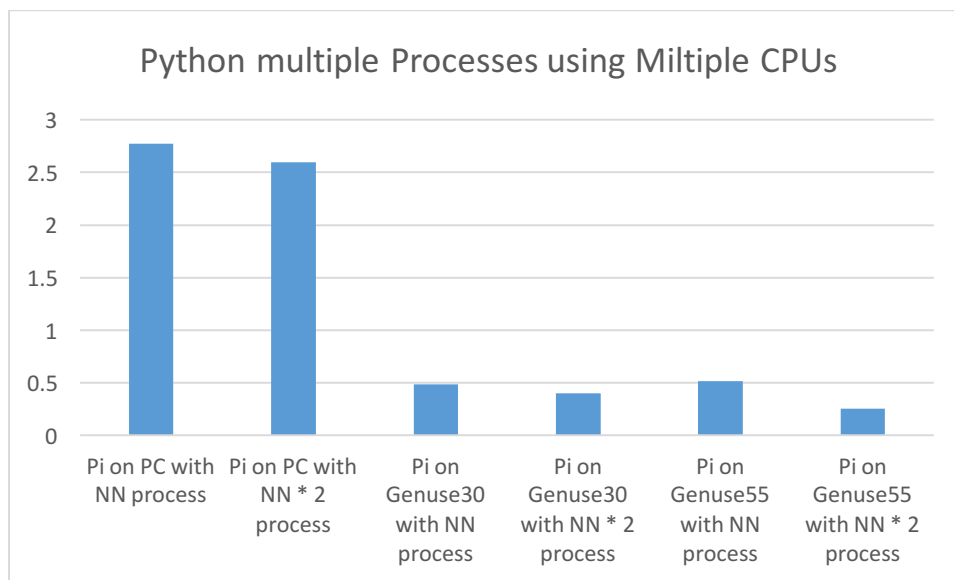 Python multiple Processes using Miltiple CPUs
3
2.5
2
1.5
1
0.5
0
Pi on PC with
NN process
Pi on PC with
NN * 2
process
Pi on
Genuse30
with NN
process
Pi on
Genuse30
with NN * 2
process
Pi on
Genuse55
with NN
process
Pi on
Genuse55
with NN * 2
process